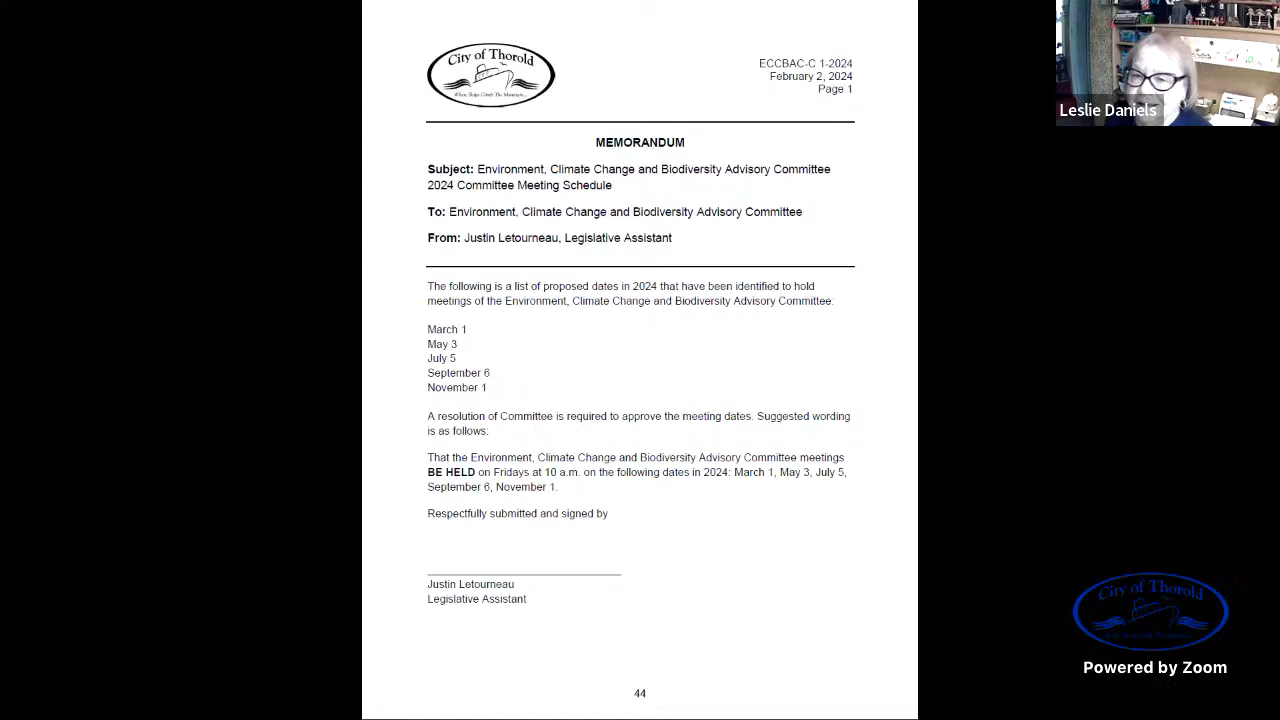 City of Thorold
Where Ships Climb The Mountain...
ECCBAC-C 1-2024
February 2, 2024
Page 1
MEMORANDUM
Subject: Environment, Climate Change and Biodiversity Advisory Committee
2024 Committee Meeting Schedule
To: Environment, Climate Change and Biodiversity Advisory Committee
From: Justin Letourneau, Legislative Assistant
The following is a list of proposed dates in 2024 that have been identified to hold
meetings of the Environment, Climate Change and Biodiversity Advisory Committee:
March 1
May 3
July 5
September 6
November 1
A resolution of Committee is required to approve the meeting dates. Suggested wording
is as follows:
That the Environment, Climate Change and Biodiversity Advisory Committee meetings
BE HELD on Fridays at 10 a.m. on the following dates in 2024: March 1, May 3, July 5,
September 6, November 1.
Respectfully submitted and signed by
Justin Letourneau
Legislative Assistant
44
Leslie Daniels
City of Thorold
Powered by Zoom